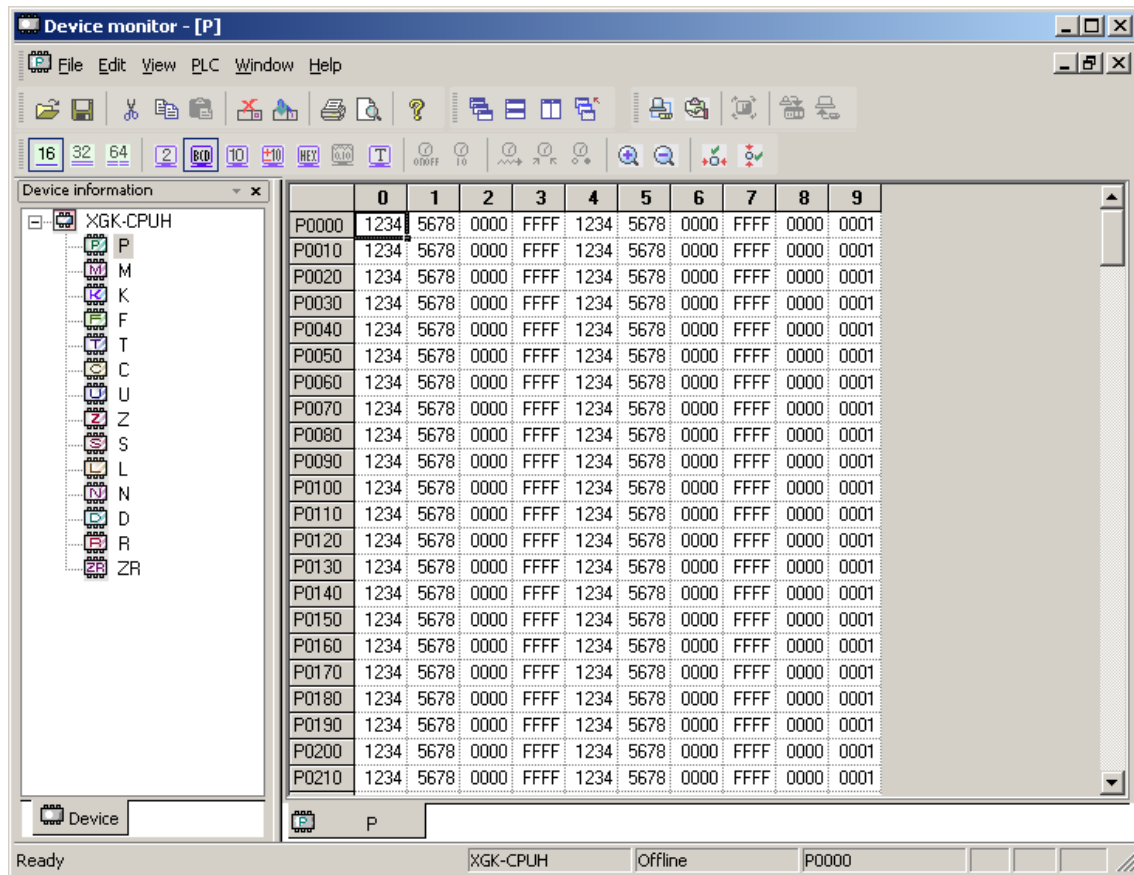 Device monitor - [P]
File Edit View PLC Window Help
16 32 64 2 BCD 10 ±10 HEX 0.10 T ON/OFF 10
Device information
XGK-CPUH
P
M
K
F
T
C
U
Z
S
L
N
D
R
ZR
Device
0 1 2 3 4 5 6 7 8 9
P0000 1234 5678 0000 FFFF 1234 5678 0000 FFFF 0000 0001
P0010 1234 5678 0000 FFFF 1234 5678 0000 FFFF 0000 0001
P0020 1234 5678 0000 FFFF 1234 5678 0000 FFFF 0000 0001
P0030 1234 5678 0000 FFFF 1234 5678 0000 FFFF 0000 0001
P0040 1234 5678 0000 FFFF 1234 5678 0000 FFFF 0000 0001
P0050 1234 5678 0000 FFFF 1234 5678 0000 FFFF 0000 0001
P0060 1234 5678 0000 FFFF 1234 5678 0000 FFFF 0000 0001
P0070 1234 5678 0000 FFFF 1234 5678 0000 FFFF 0000 0001
P0080 1234 5678 0000 FFFF 1234 5678 0000 FFFF 0000 0001
P0090 1234 5678 0000 FFFF 1234 5678 0000 FFFF 0000 0001
P0100 1234 5678 0000 FFFF 1234 5678 0000 FFFF 0000 0001
P0110 1234 5678 0000 FFFF 1234 5678 0000 FFFF 0000 0001
P0120 1234 5678 0000 FFFF 1234 5678 0000 FFFF 0000 0001
P0130 1234 5678 0000 FFFF 1234 5678 0000 FFFF 0000 0001
P0140 1234 5678 0000 FFFF 1234 5678 0000 FFFF 0000 0001
P0150 1234 5678 0000 FFFF 1234 5678 0000 FFFF 0000 0001
P0160 1234 5678 0000 FFFF 1234 5678 0000 FFFF 0000 0001
P0170 1234 5678 0000 FFFF 1234 5678 0000 FFFF 0000 0001
P0180 1234 5678 0000 FFFF 1234 5678 0000 FFFF 0000 0001
P0190 1234 5678 0000 FFFF 1234 5678 0000 FFFF 0000 0001
P0200 1234 5678 0000 FFFF 1234 5678 0000 FFFF 0000 0001
P0210 1234 5678 0000 FFFF 1234 5678 0000 FFFF 0000 0001
P
Ready XGK-CPUH Offline P0000